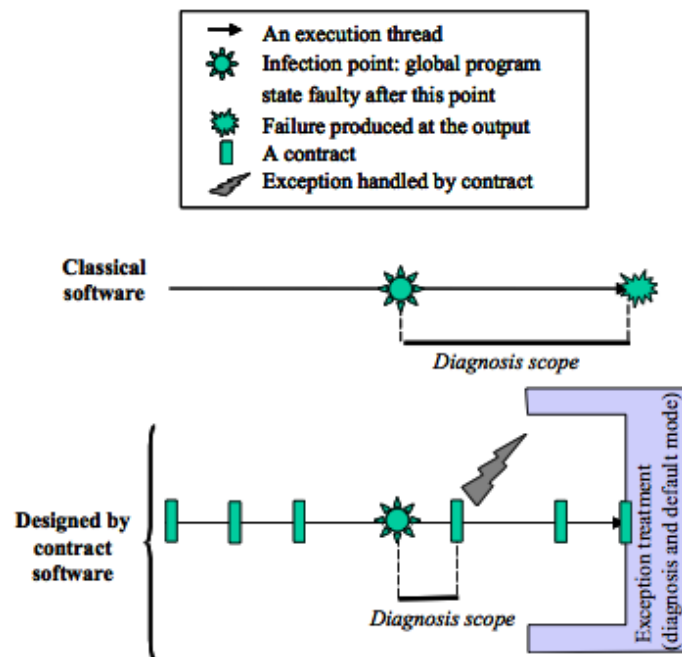 An execution thread
Infection point: global program
state faulty after this point
Failure produced at the output
A contract
Exception handled by contract
Classical
software
Diagnosis scope
Designed by
contract
software
Diagnosis scope
Exception treatment
(diagnosis and default mode)